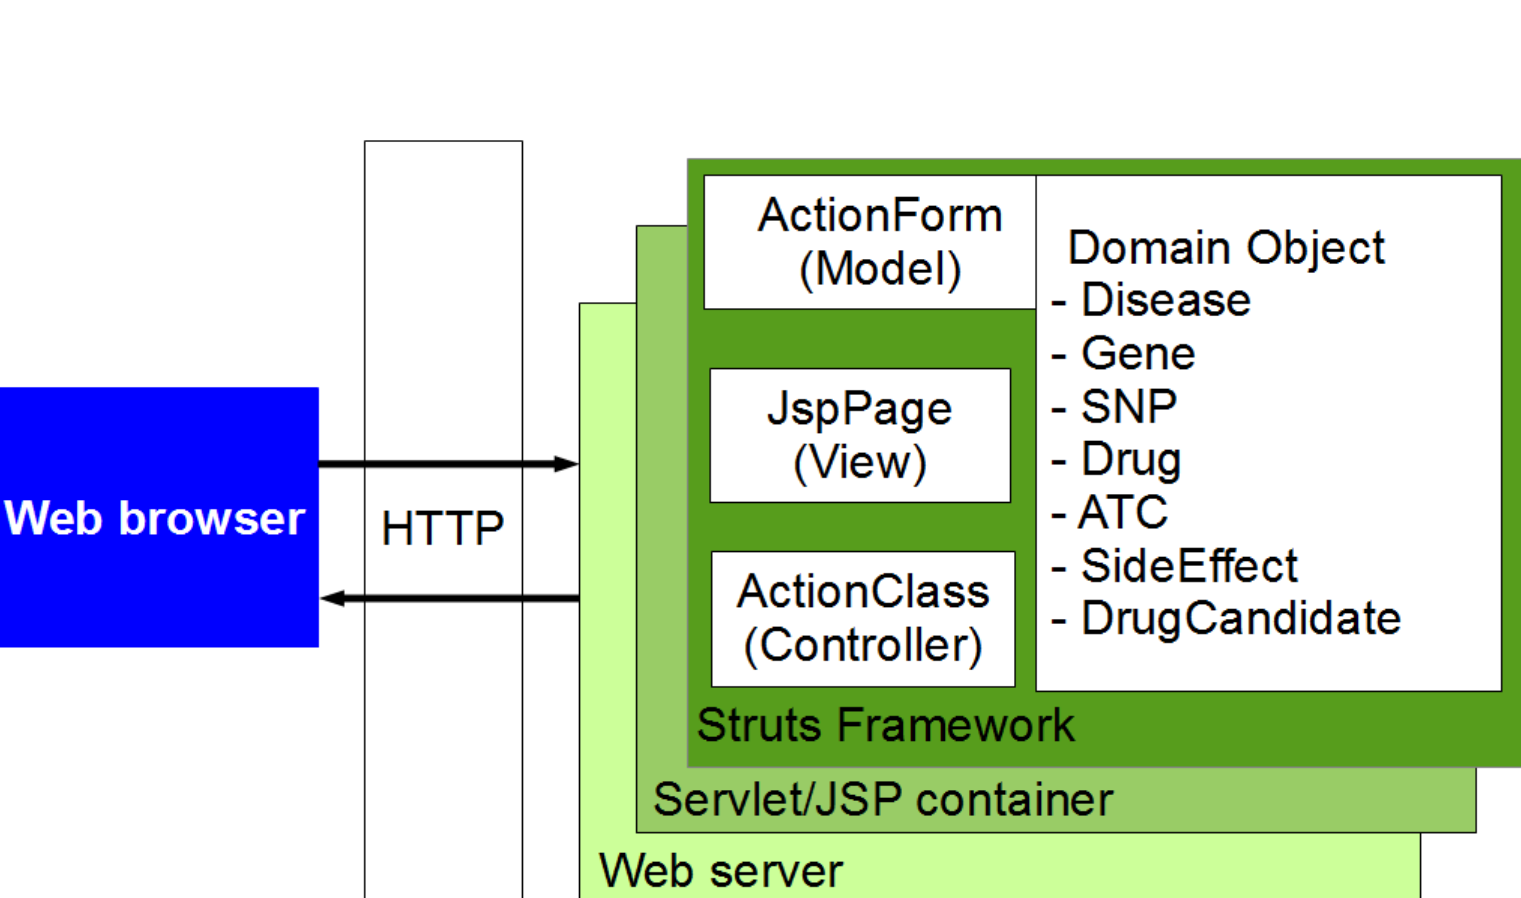 Web browser
HTTP
ActionForm
(Model)
JspPage
(View)
ActionClass
(Controller)
Domain Object
- Disease
- Gene
- SNP
- Drug
- ATC
- SideEffect
- DrugCandidate
Struts Framework
Servlet/JSP container
Web server